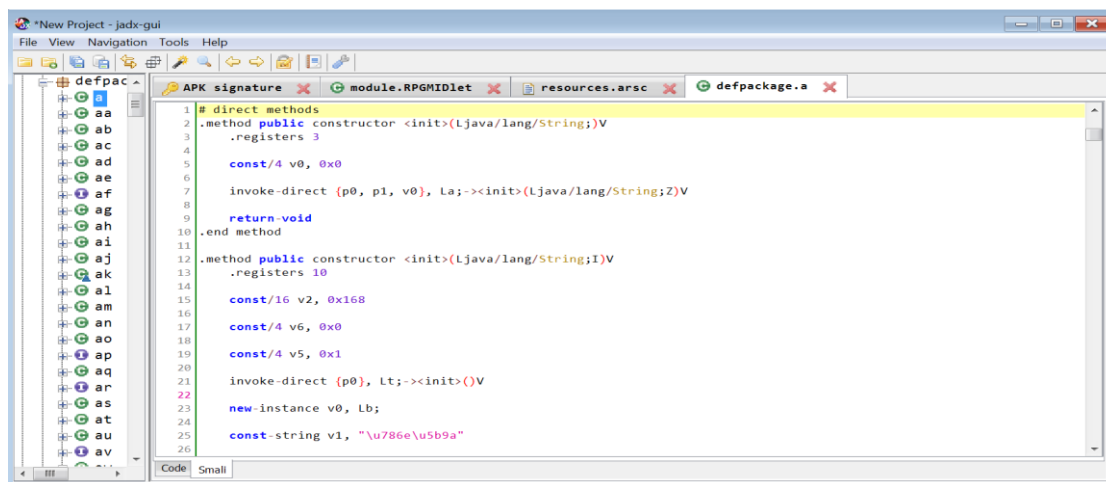 *New Project - jadx-gui
File View Navigation Tools Help
defpac
a
aa
ab
ac
ad
ae
af
ag
ah
ai
aj
ak
al
am
an
ao
ap
aq
ar
as
at
au
av
APK signature module.RPGMIDlet resources.arsc defpackage.a
1 # direct methods
2 .method public constructor <init>(Ljava/lang/String;)V
3 .registers 3
4
5 const/4 v0, 0x0
6
7 invoke-direct {p0, p1, v0}, La;-><init>(Ljava/lang/String;Z)V
8
9 return-void
10 .end method
11
12 .method public constructor <init>(Ljava/lang/String;I)V
13 .registers 10
14
15 const/16 v2, 0x168
16
17 const/4 v6, 0x0
18
19 const/4 v5, 0x1
20
21 invoke-direct {p0}, Lt;-><init>()V
22
23 new-instance v0, Lb;
24
25 const-string v1, "\u786e\u5b9a"
26
Code Smali